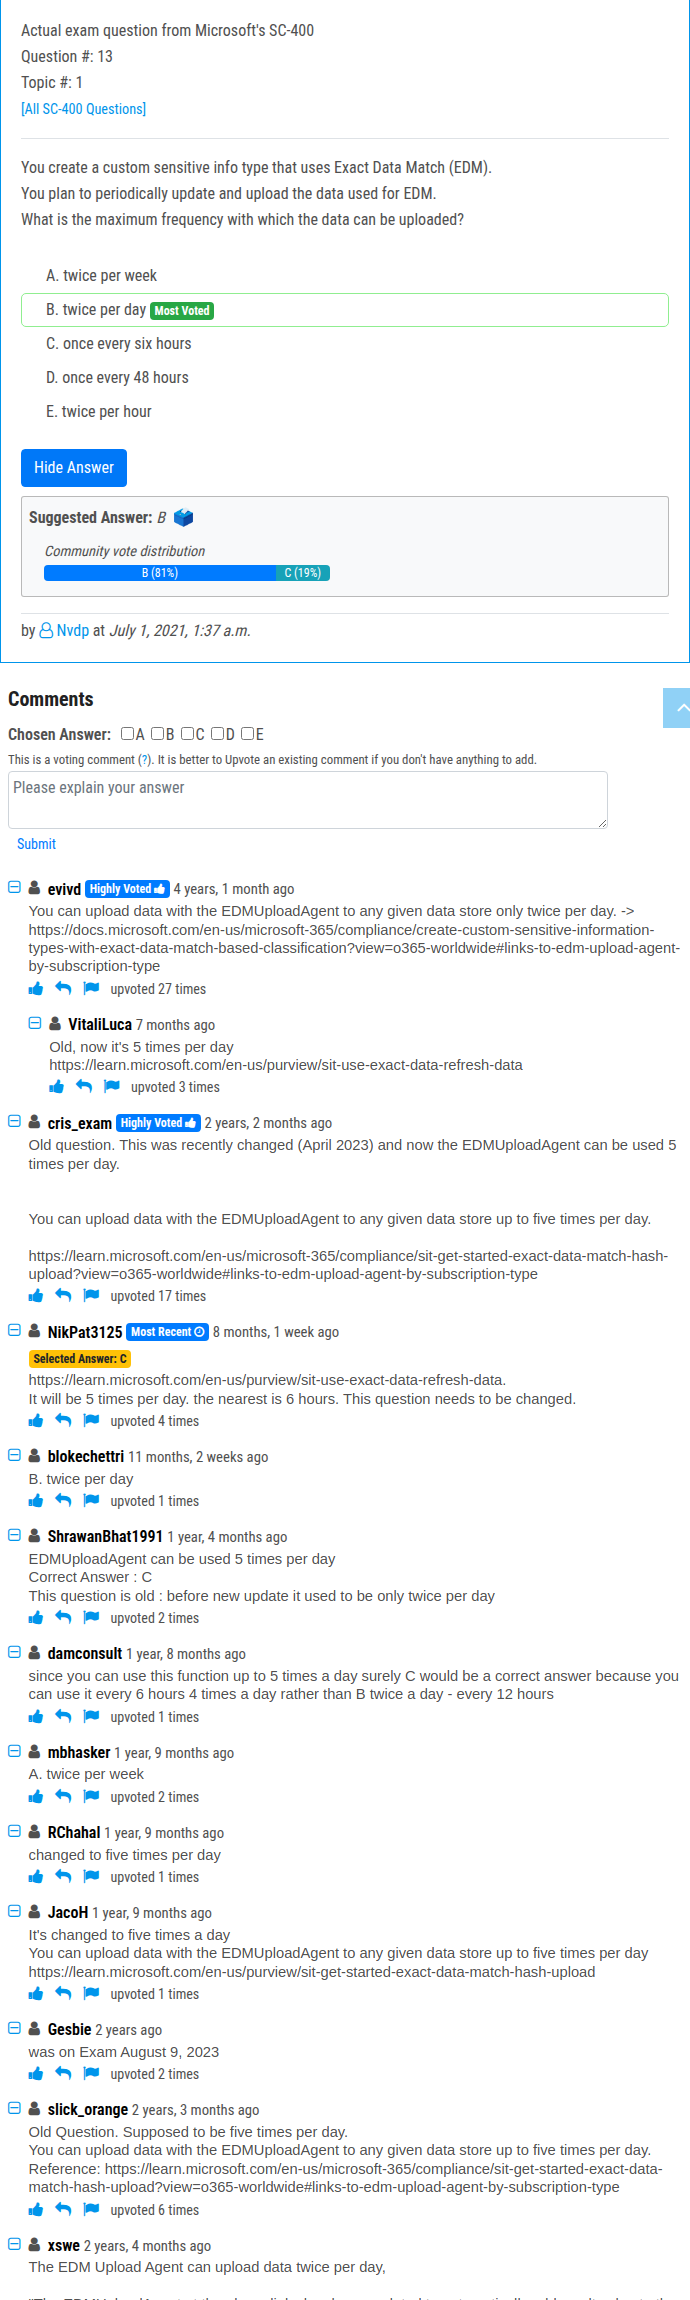 Actual exam question from Microsoft's SC-400
Question #: 13
Topic #: 1
[All SC-400 Questions]
You create a custom sensitive info type that uses Exact Data Match (EDM).
You plan to periodically update and upload the data used for EDM.
What is the maximum frequency with which the data can be uploaded?
A. twice per week
B. twice per day Most Voted
C. once every six hours
D. once every 48 hours
E. twice per hour
Hide Answer
Suggested Answer: B
Community vote distribution
B (81%) C (19%)
by Nvdp at July 1, 2021, 1:37 a.m.
Comments
Chosen Answer: A B C D E
This is a voting comment (?). It is better to Upvote an existing comment if you don't have anything to add.
Please explain your answer
Submit
evivd Highly Voted 4 years, 1 month ago
You can upload data with the EDMUploadAgent to any given data store only twice per day. ->
https://docs.microsoft.com/en-us/microsoft-365/compliance/create-custom-sensitive-information-
types-with-exact-data-match-based-classification?view=o365-worldwide#links-to-edm-upload-agent-
by-subscription-type
upvoted 27 times
VitaliLuca 7 months ago
Old, now it's 5 times per day
https://learn.microsoft.com/en-us/purview/sit-use-exact-data-refresh-data
upvoted 3 times
cris_exam Highly Voted 2 years, 2 months ago
Old question. This was recently changed (April 2023) and now the EDMUploadAgent can be used 5
times per day.
You can upload data with the EDMUploadAgent to any given data store up to five times per day.
https://learn.microsoft.com/en-us/microsoft-365/compliance/sit-get-started-exact-data-match-hash-
upload?view=o365-worldwide#links-to-edm-upload-agent-by-subscription-type
upvoted 17 times
NikPat3125 Most Recent 8 months, 1 week ago
Selected Answer: C
https://learn.microsoft.com/en-us/purview/sit-use-exact-data-refresh-data.
It will be 5 times per day. the nearest is 6 hours. This question needs to be changed.
upvoted 4 times
blokechettri 11 months, 2 weeks ago
B. twice per day
upvoted 1 times
ShrawanBhat1991 1 year, 4 months ago
EDMUploadAgent can be used 5 times per day
Correct Answer : C
This question is old : before new update it used to be only twice per day
upvoted 2 times
damconsult 1 year, 8 months ago
since you can use this function up to 5 times a day surely C would be a correct answer because you
can use it every 6 hours 4 times a day rather than B twice a day - every 12 hours
upvoted 1 times
mbhasker 1 year, 9 months ago
A. twice per week
upvoted 2 times
RChahal 1 year, 9 months ago
changed to five times per day
upvoted 1 times
JacoH 1 year, 9 months ago
It's changed to five times a day
You can upload data with the EDMUploadAgent to any given data store up to five times per day
https://learn.microsoft.com/en-us/purview/sit-get-started-exact-data-match-hash-upload
upvoted 1 times
Gesbie 2 years ago
was on Exam August 9, 2023
upvoted 2 times
slick_orange 2 years, 3 months ago
Old Question. Supposed to be five times per day.
You can upload data with the EDMUploadAgent to any given data store up to five times per day.
Reference: https://learn.microsoft.com/en-us/microsoft-365/compliance/sit-get-started-exact-data-
match-hash-upload?view=o365-worldwide#links-to-edm-upload-agent-by-subscription-type
upvoted 6 times
xswe 2 years, 4 months ago
The EDM Upload Agent can upload data twice per day,